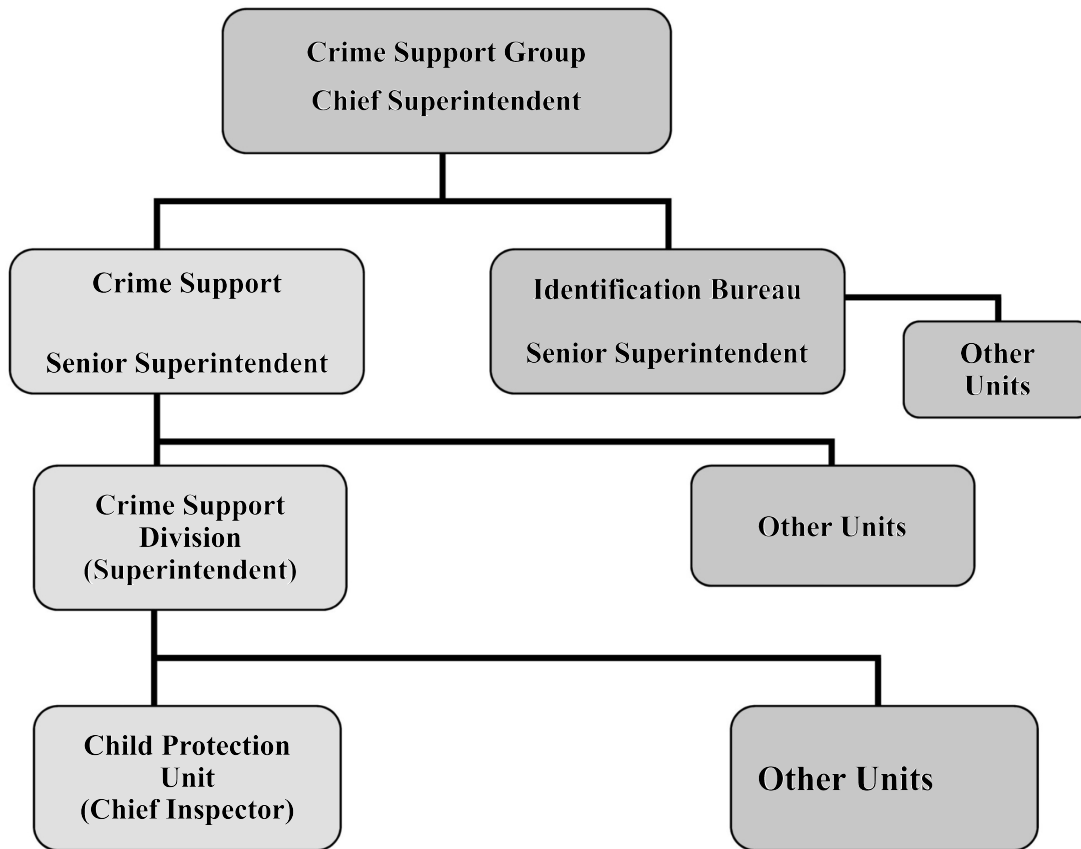 Crime Support Group
Chief Superintendent
Crime Support
Senior Superintendent
Identification Bureau
Senior Superintendent
Other
Units
Crime Support
Division
(Superintendent)
Other Units
Child Protection
Unit
(Chief Inspector)
Other Units